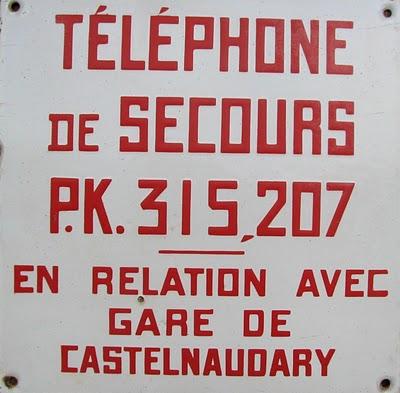 TÉLÉPHONE
DE SECOURS
P.K. 315,207
EN RELATION AVEC
GARE DE
CASTELNAUDARY